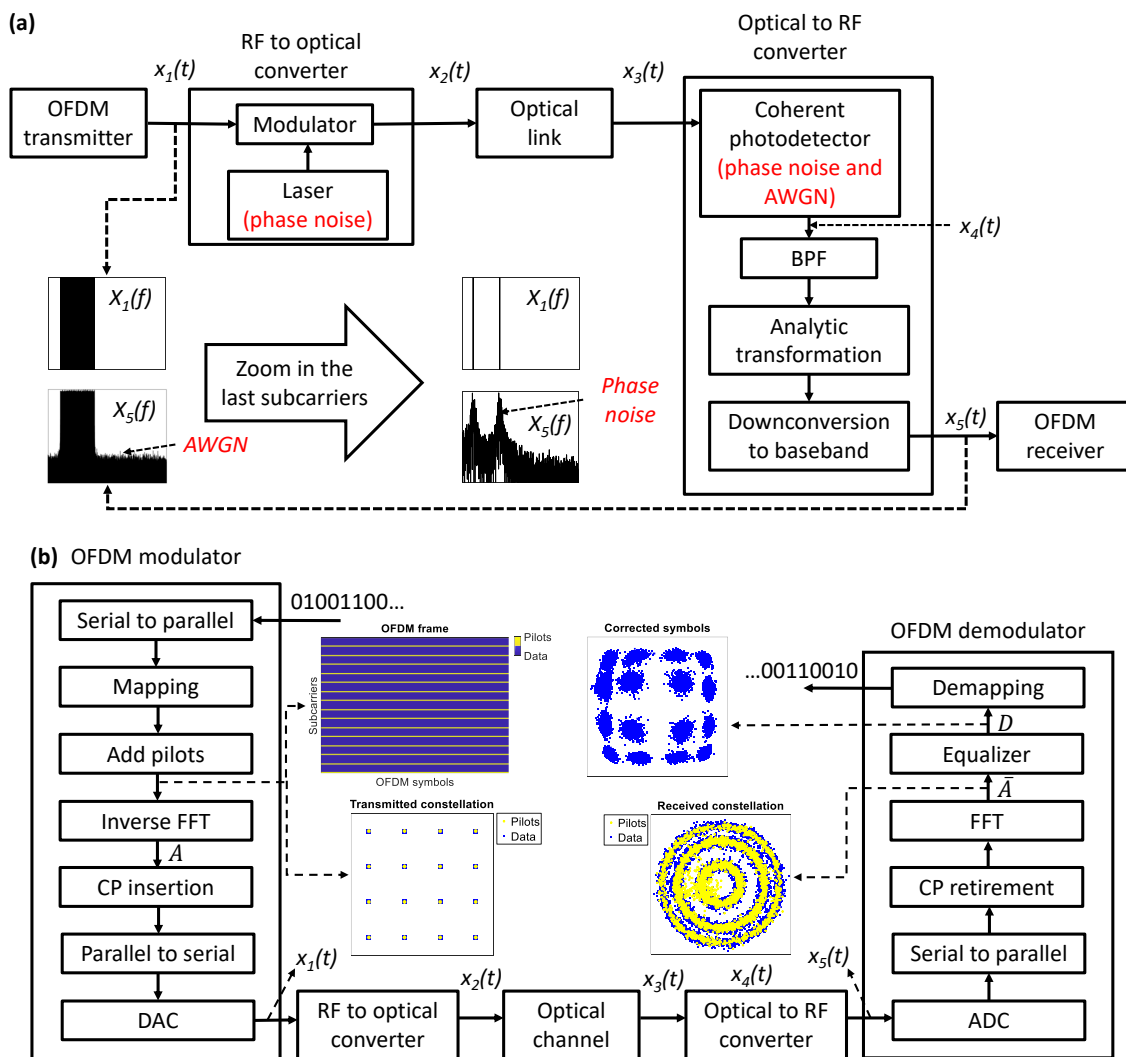 (a)
RF to optical
converter
Optical to RF
converter
x1(t)
x2(t)
x3(t)
OFDM
transmitter
Modulator
Laser
(phase noise)
Optical
link
Coherent
photodetector
(phase noise and
AWGN)
x4(t)
BPF
Analytic
transformation
Downconversion
to baseband
x5(t)
OFDM
receiver
X1(f)
X5(f)
AWGN
Zoom in the
last subcarriers
X1(f)
X5(f)
Phase
noise
(b) OFDM modulator
Serial to parallel
01001100...
Mapping
Add pilots
Inverse FFT
A
CP insertion
Parallel to serial
x1(t)
DAC
OFDM frame
Pilots
Data
Subcarriers
OFDM symbols
Corrected symbols
Transmitted constellation
Pilots
Data
Received constellation
Pilots
Data
OFDM demodulator
...00110010
Demapping
D
Equalizer
Ā
FFT
CP retirement
Serial to parallel
x5(t)
ADC
RF to optical
converter
x2(t)
Optical
channel
x3(t)
x4(t)
Optical to RF
converter